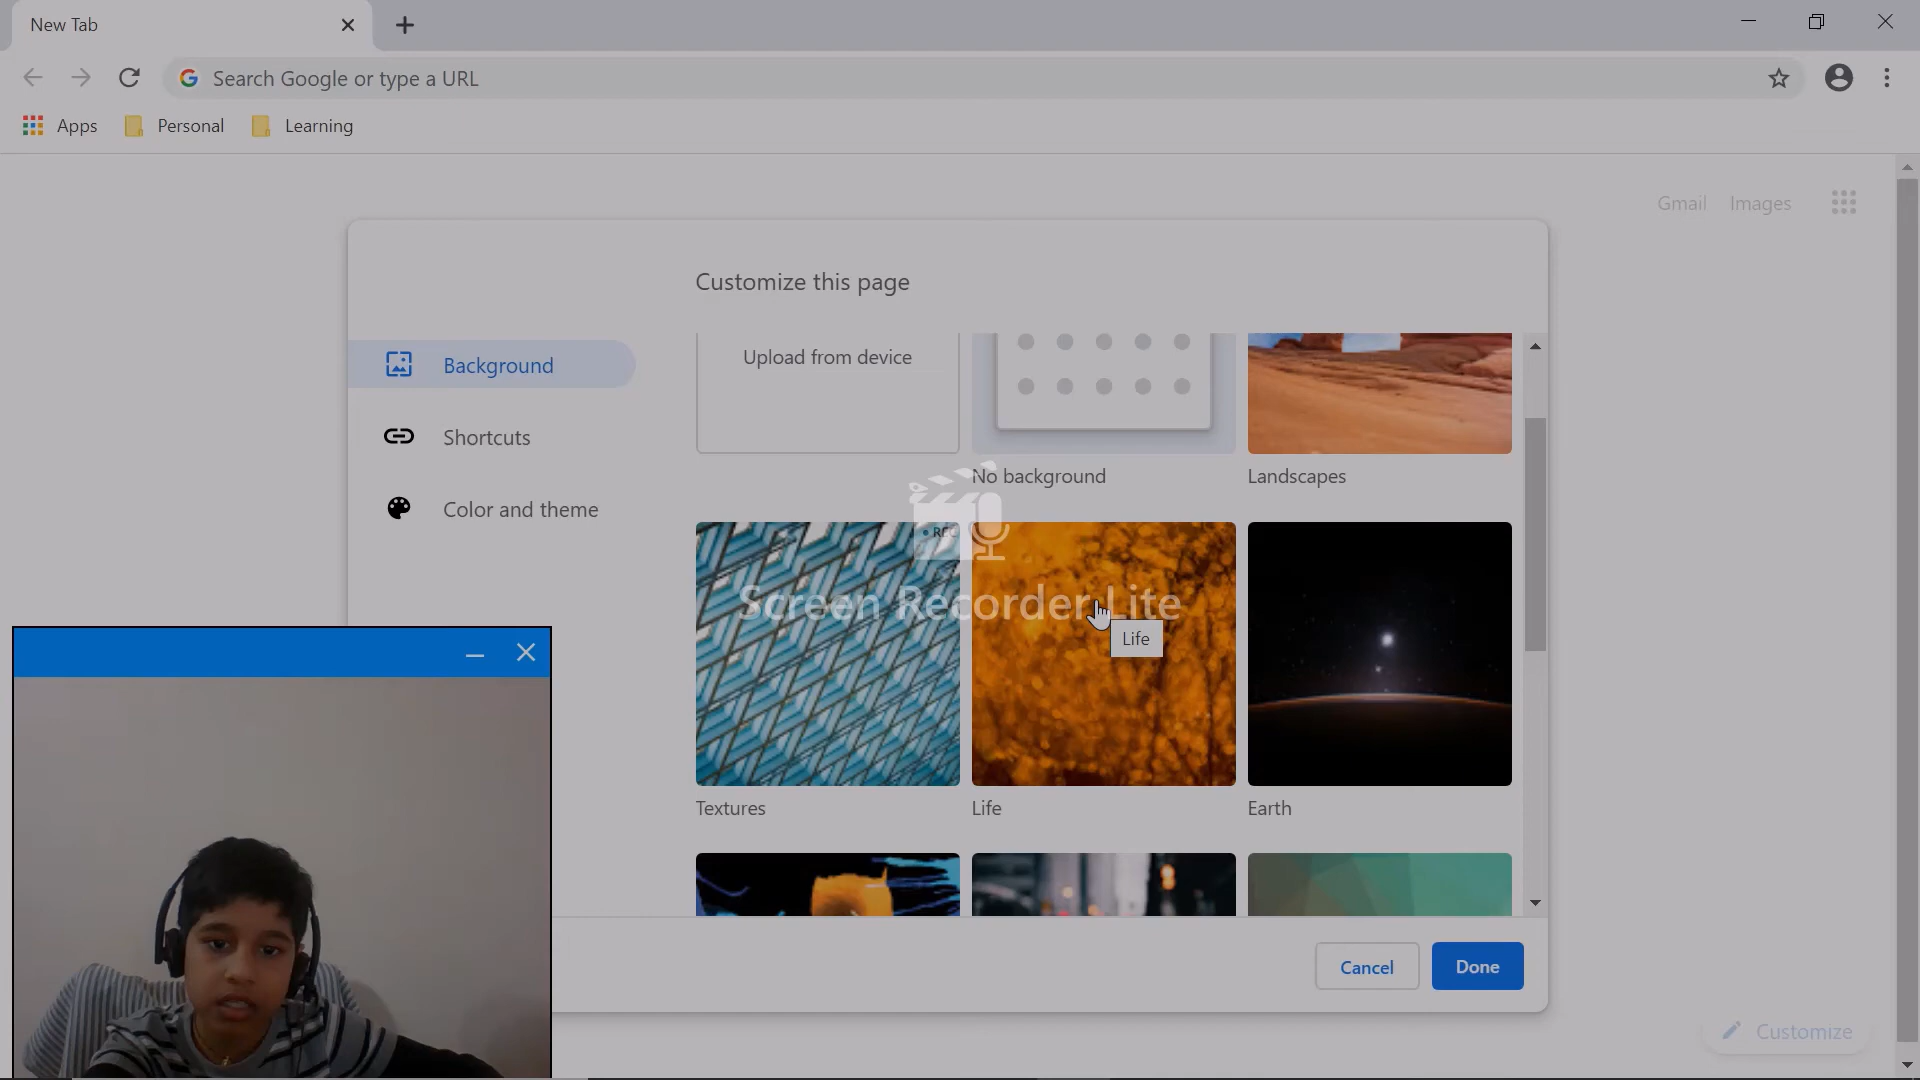 New Tab
Search Google or type a URL
Apps
Personal
Learning
Gmail
Images
Customize this page
Background
Shortcuts
Color and theme
Upload from device
No background
Landscapes
REC
Screen Recorder Lite
Life
Textures
Life
Earth
Cancel
Done
Customize